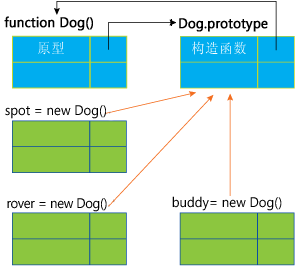 function Dog()
Dog.prototype
原型
构造函数
spot = new Dog()
rover = new Dog()
buddy= new Dog()